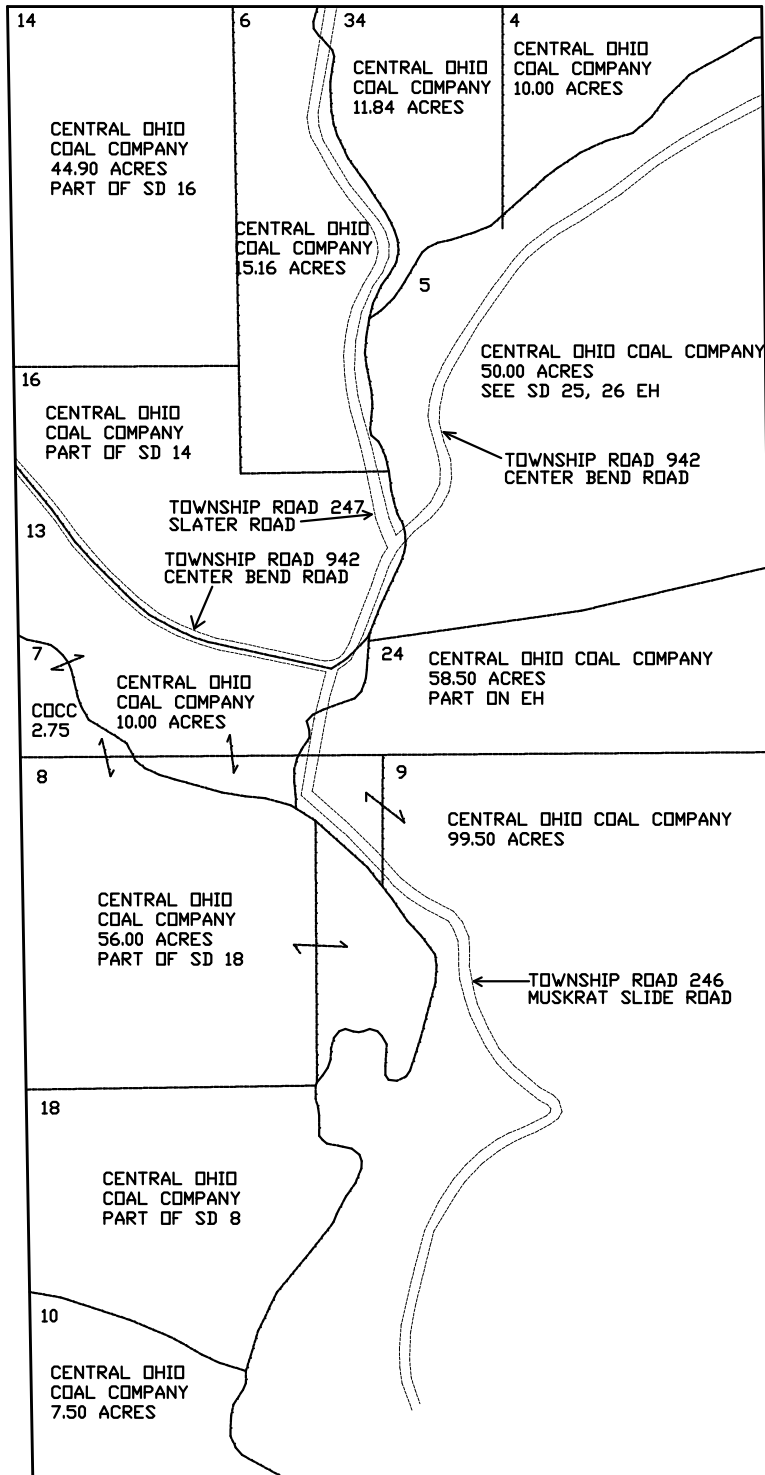 14
6
34
4
CENTRAL OHIO
COAL COMPANY
44.90 ACRES
PART OF SD 16
CENTRAL OHIO
COAL COMPANY
11.84 ACRES
CENTRAL OHIO
COAL COMPANY
10.00 ACRES
CENTRAL OHIO
COAL COMPANY
15.16 ACRES
5
CENTRAL OHIO COAL COMPANY
50.00 ACRES
SEE SD 25, 26 EH
16
CENTRAL OHIO
COAL COMPANY
PART OF SD 14
TOWNSHIP ROAD 942
CENTER BEND ROAD
TOWNSHIP ROAD 247
SLATER ROAD
13
TOWNSHIP ROAD 942
CENTER BEND ROAD
7
COCC
2.75
CENTRAL OHIO
COAL COMPANY
10.00 ACRES
24
CENTRAL OHIO COAL COMPANY
58.50 ACRES
PART ON EH
8
9
CENTRAL OHIO COAL COMPANY
99.50 ACRES
CENTRAL OHIO
COAL COMPANY
56.00 ACRES
PART OF SD 18
TOWNSHIP ROAD 246
MUSKRAT SLIDE ROAD
18
CENTRAL OHIO
COAL COMPANY
PART OF SD 8
10
CENTRAL OHIO
COAL COMPANY
7.50 ACRES